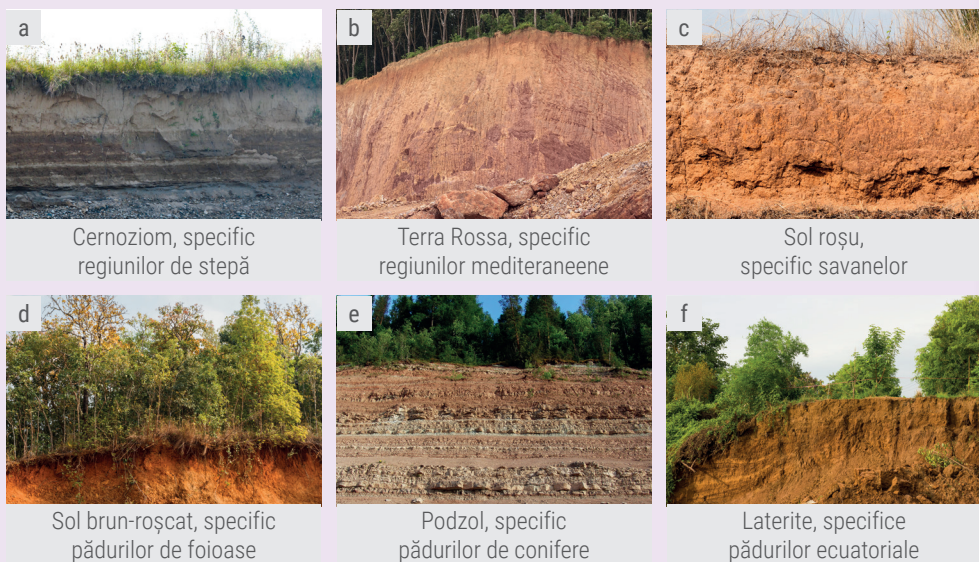 a
b
c
Cernoziom, specific
regiunilor de stepă
Terra Rossa, specific
regiunilor mediteraneene
Sol roșu,
specific savanelor
d
e
f
Sol brun-roșcat, specific
pădurilor de foioase
Podzol, specific
pădurilor de conifere
Laterite, specifice
pădurilor ecuatoriale